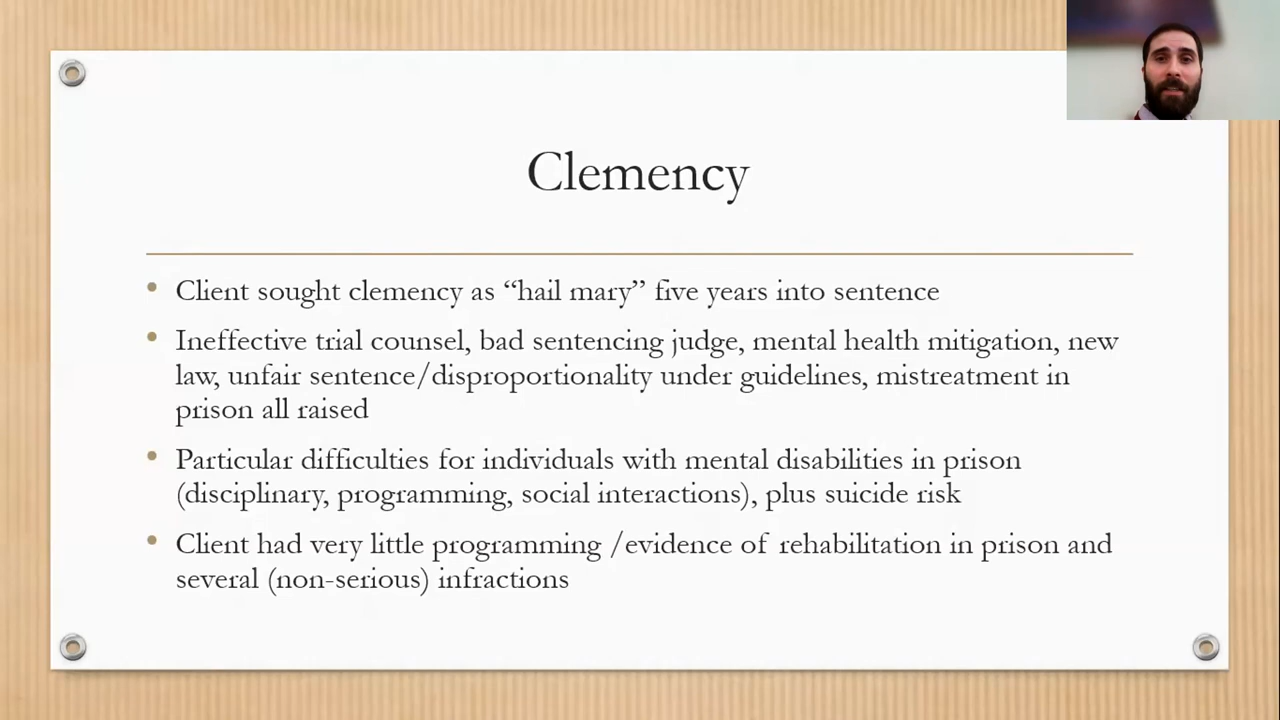 Clemency
• Client sought clemency as “hail mary” five years into sentence
• Ineffective trial counsel, bad sentencing judge, mental health mitigation, new
law, unfair sentence/disproportionality under guidelines, mistreatment in
prison all raised
• Particular difficulties for individuals with mental disabilities in prison
(disciplinary, programming, social interactions), plus suicide risk
• Client had very little programming /evidence of rehabilitation in prison and
several (non-serious) infractions